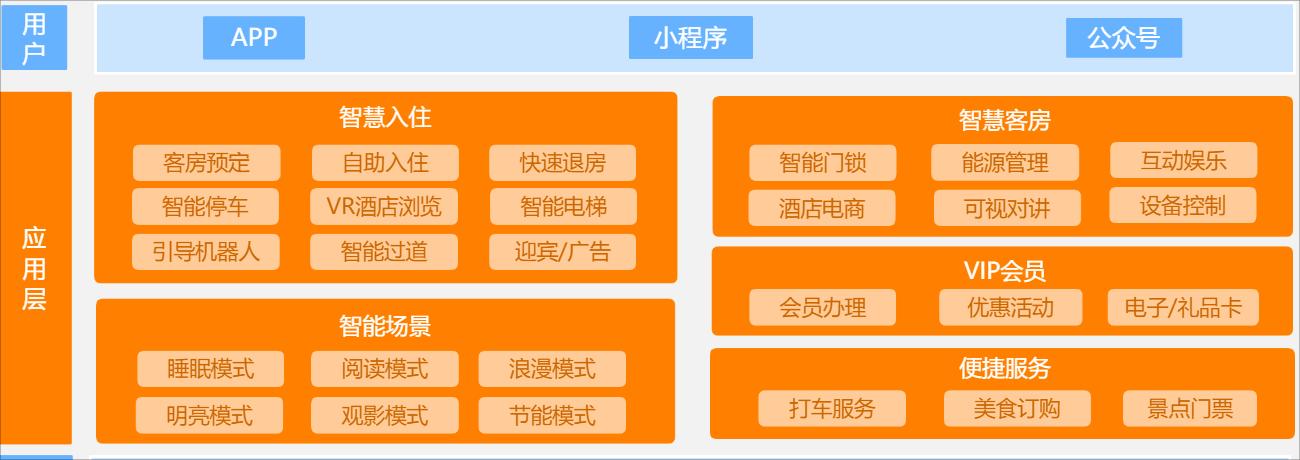 用户
APP 小程序 公众号
应用层
智慧入住
客房预定 自助入住 快速退房
智能停车 VR酒店浏览 智能电梯
引导机器人 智能过道 迎宾/广告
智能场景
睡眠模式 阅读模式 浪漫模式
明亮模式 观影模式 节能模式
智慧客房
智能门锁 能源管理 互动娱乐
酒店电商 可视对讲 设备控制
VIP会员
会员办理 优惠活动 电子/礼品卡
便捷服务
打车服务 美食订购 景点门票